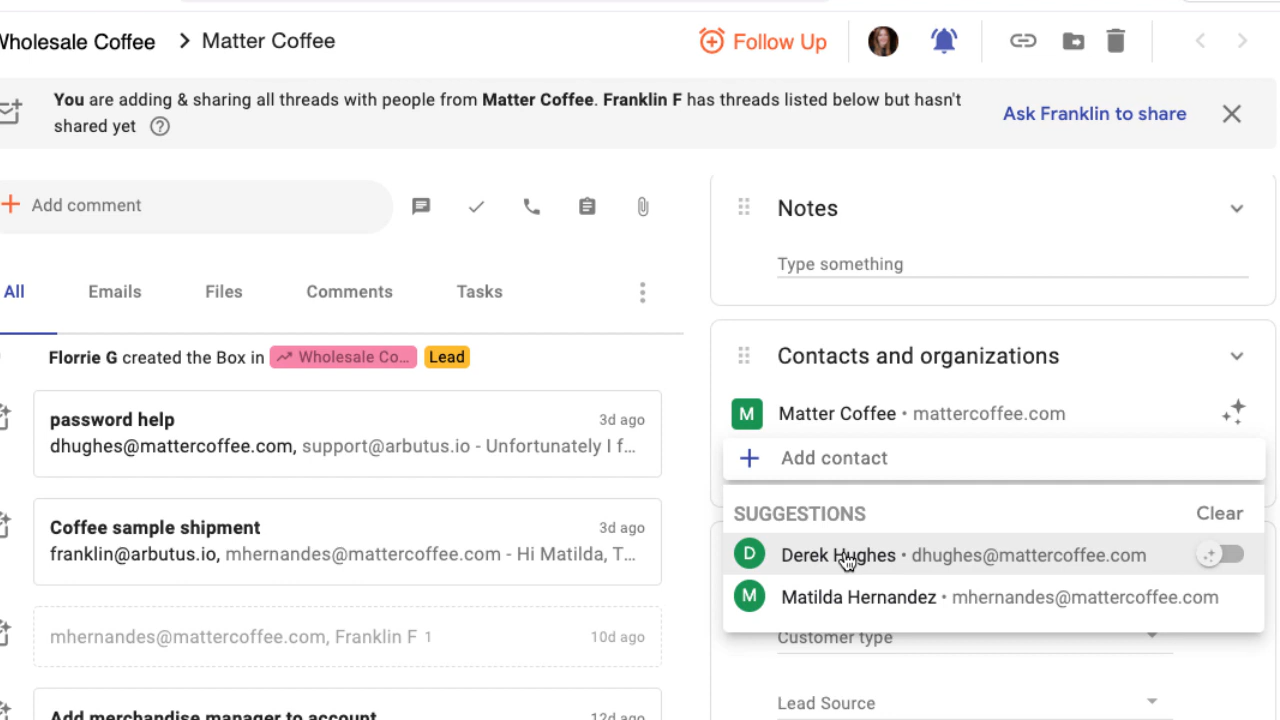 Wholesale Coffee > Matter Coffee
Follow Up
You are adding & sharing all threads with people from Matter Coffee. Franklin F has threads listed below but hasn't
shared yet
Ask Franklin to share
Add comment
All Emails Files Comments Tasks
Florrie G created the Box in Wholesale Co... Lead
password help 3d ago
dhughes@mattercoffee.com, support@arbutus.io - Unfortunately I f...
Coffee sample shipment 3d ago
franklin@arbutus.io, mhernandes@mattercoffee.com - Hi Matilda, T...
mhernandes@mattercoffee.com, Franklin F 1 10d ago
Add merchandise manager to account 12d ago
Notes
Type something
Contacts and organizations
M Matter Coffee • mattercoffee.com
+ Add contact
SUGGESTIONS Clear
D Derek Hughes • dhughes@mattercoffee.com
M Matilda Hernandez • mhernandes@mattercoffee.com
Customer type
Lead Source